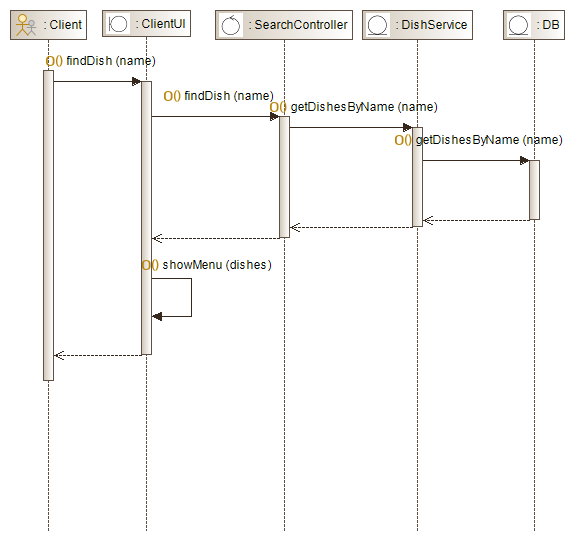 : Client
: ClientUI
: SearchController
: DishService
: DB
O() findDish (name)
O() findDish (name)
O() getDishesByName (name)
O() getDishesByName (name)
O() showMenu (dishes)